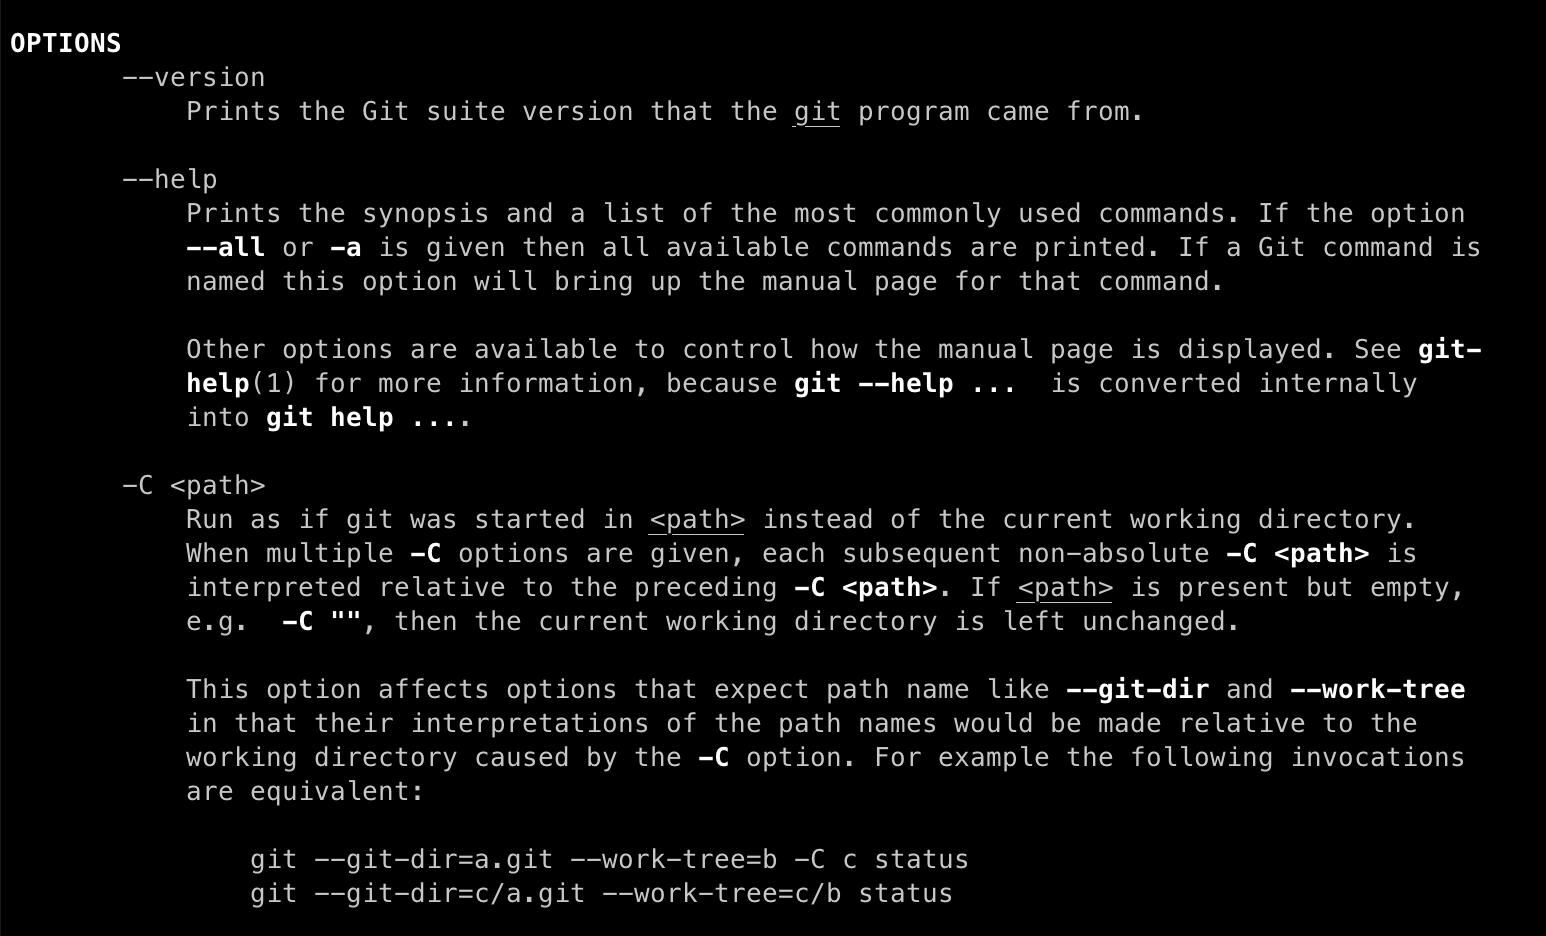 OPTIONS
--version
Prints the Git suite version that the git program came from.
--help
Prints the synopsis and a list of the most commonly used commands. If the option
--all or -a is given then all available commands are printed. If a Git command is
named this option will bring up the manual page for that command.
Other options are available to control how the manual page is displayed. See git-
help(1) for more information, because git --help ...  is converted internally
into git help ....
-C <path>
Run as if git was started in <path> instead of the current working directory.
When multiple -C options are given, each subsequent non-absolute -C <path> is
interpreted relative to the preceding -C <path>. If <path> is present but empty,
e.g.  -C "", then the current working directory is left unchanged.
This option affects options that expect path name like --git-dir and --work-tree
in that their interpretations of the path names would be made relative to the
working directory caused by the -C option. For example the following invocations
are equivalent:
git --git-dir=a.git --work-tree=b -C c status
git --git-dir=c/a.git --work-tree=c/b status